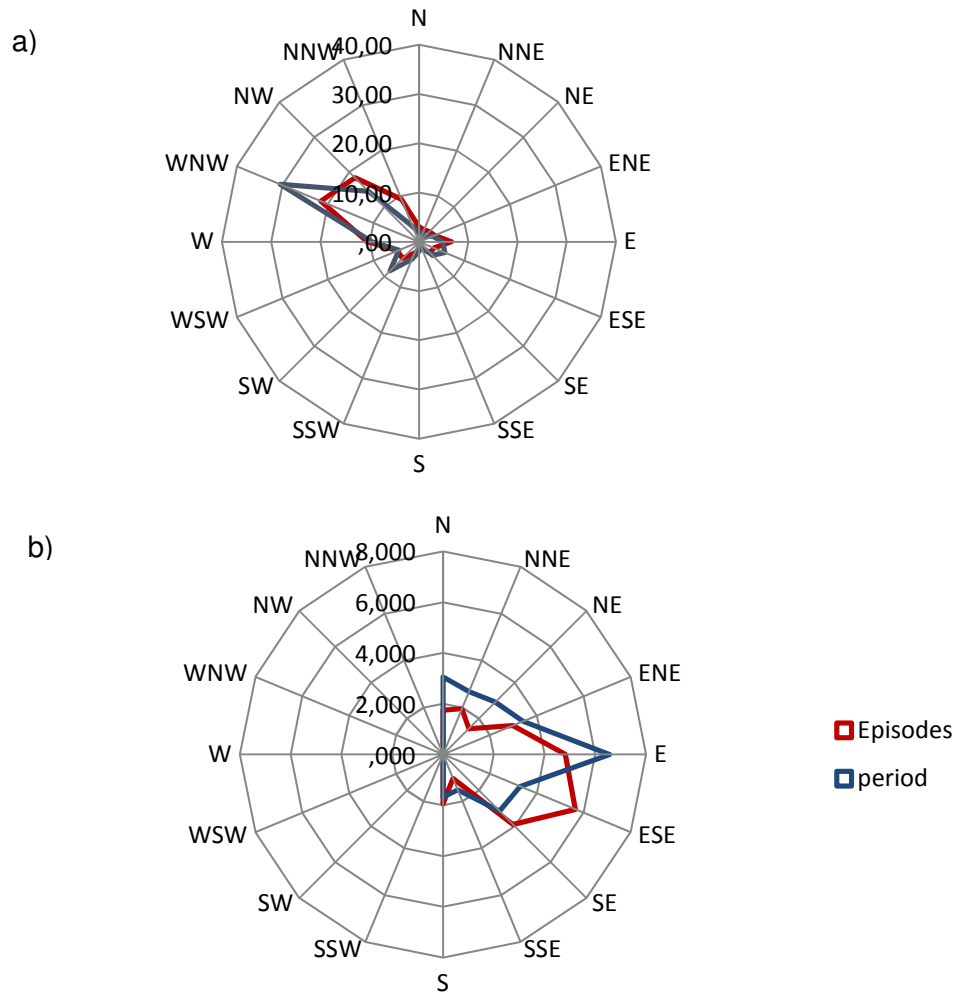 a)
N
NNE
NE
ENE
E
ESE
SE
SSE
S
SSW
SW
WSW
W
WNW
NW
NNW
40,00
30,00
20,00
10,00
,00
b)
N
NNE
NE
ENE
E
ESE
SE
SSE
S
SSW
SW
WSW
W
WNW
NW
NNW
8,000
6,000
4,000
2,000
,000
Episodes
period